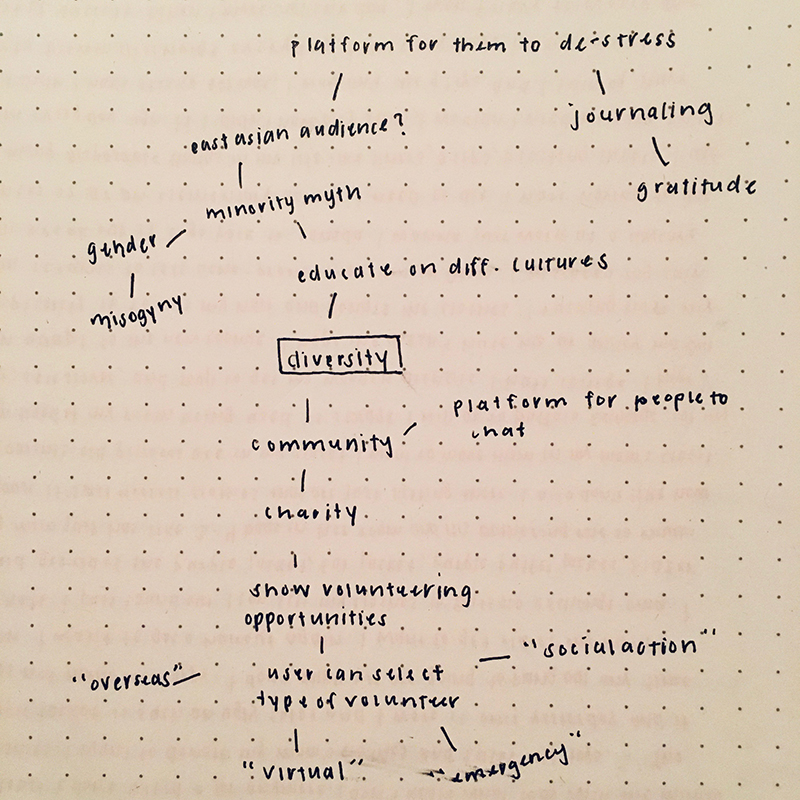 platform for them to de-stress
journaling
east asian audience?
gratitude
minority myth
gender
educate on diff. cultures
misogyny
diversity
platform for people to
chat
community
charity
show volunteering
opportunities
"social action"
user can select
"overseas"
type of volunteer
"virtual"
"emergency"